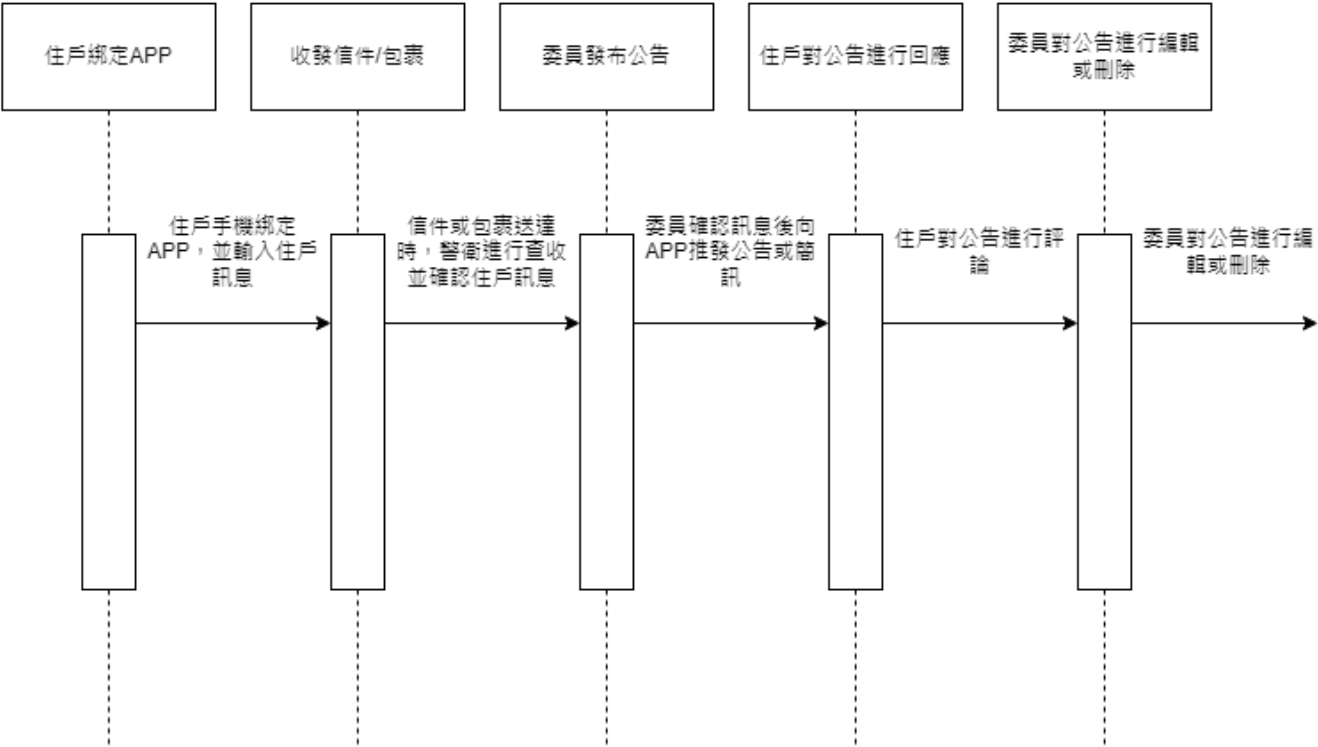 住戶綁定APP
收發信件/包裹
委員發布公告
住戶對公告進行回應
委員對公告進行編輯
或刪除
住戶手機綁定
APP，並輸入住戶
訊息
信件或包裹送達
時，警衛進行查收
並確認住戶訊息
委員確認訊息後向
APP推發公告或簡
訊
住戶對公告進行評
論
委員對公告進行編
輯或刪除